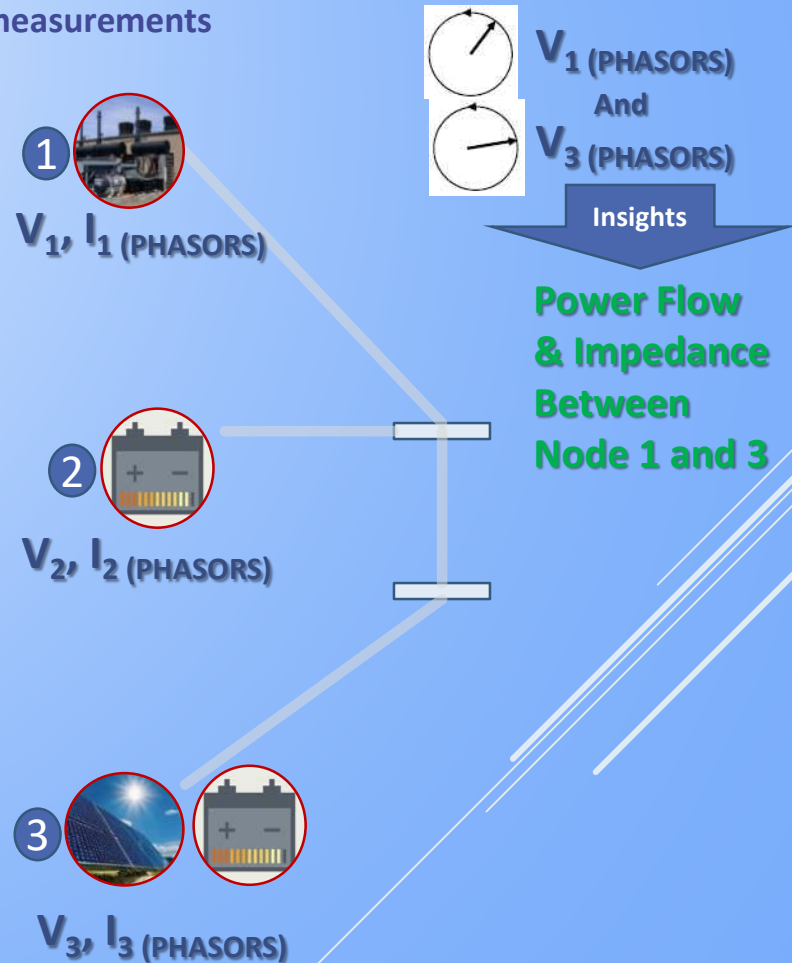 measurements
V1 (PHASORS)
And
V3 (PHASORS)
Insights
Power Flow
& Impedance
Between
Node 1 and 3
1
V1, I1 (PHASORS)
2
+ −
V2, I2 (PHASORS)
3
+ −
V3, I3 (PHASORS)